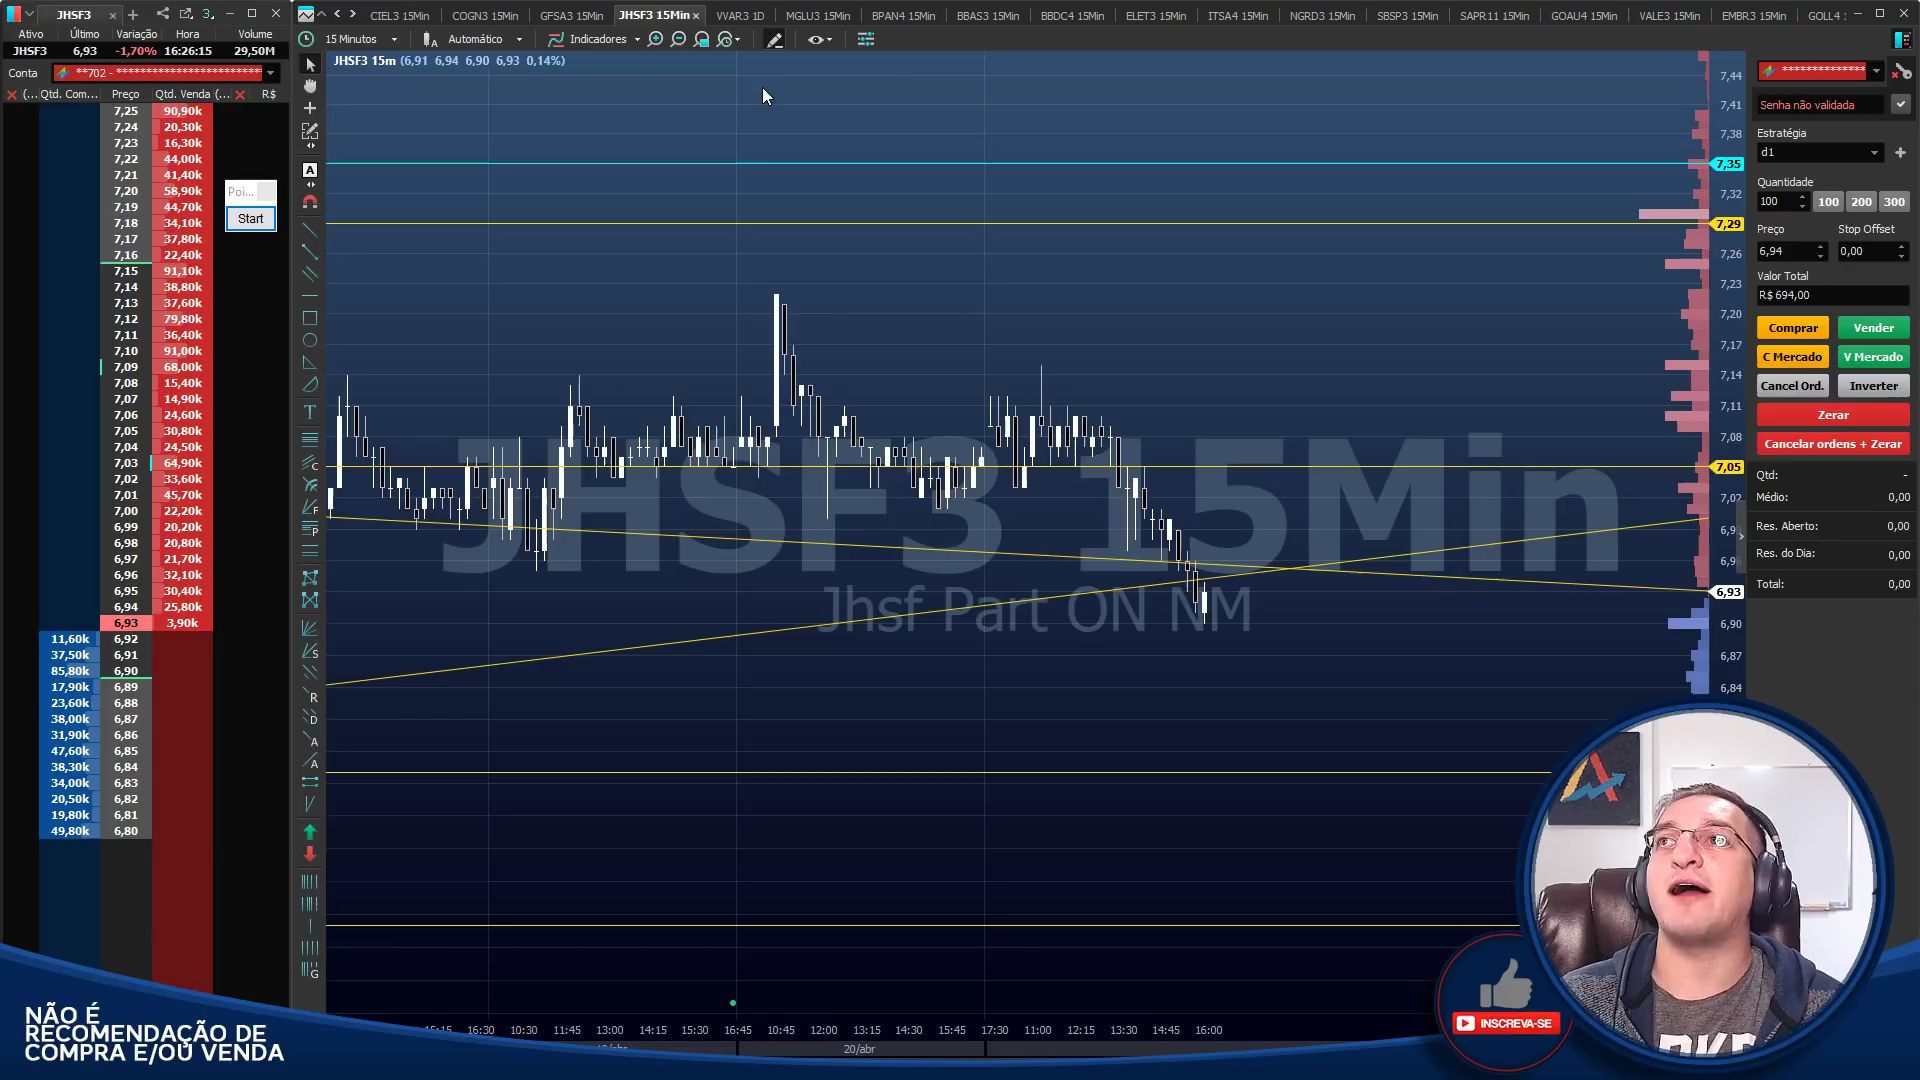 JHSF3
CIEL3 15Min COGN3 15Min GFSA3 15Min JHSF3 15Min VVAR3 1D MGLU3 15Min BPAN4 15Min BBAS3 15Min BBDC4 15Min ELET3 15Min ITSA4 15Min NGRD3 15Min SBSP3 15Min SAPR11 15Min GOAU4 15Min VALE3 15Min EMBR3 15Min GOLL4
Ativo Último Variação Hora Volume
JHSF3 6,93 -1,70% 16:26:15 29,50M
15 Minutos Automático Indicadores
Conta **702 - **************************
(... Qtd. Com... Preço Qtd. Venda (... R$
JHSF3 15m (6,91 6,94 6,90 6,93 0,14%)
7,25 90,90k
7,24 20,30k
7,23 16,30k
7,22 44,00k
7,21 41,40k
7,20 58,90k
7,19 44,70k
7,18 34,10k
7,17 37,80k
7,16 22,40k
7,15 91,10k
7,14 38,80k
7,13 37,60k
7,12 79,80k
7,11 36,40k
7,10 91,00k
7,09 68,00k
7,08 15,40k
7,07 14,90k
7,06 24,60k
7,05 30,80k
7,04 24,50k
7,03 64,90k
7,02 33,60k
7,01 45,70k
7,00 22,20k
6,99 20,20k
6,98 20,80k
6,97 21,70k
6,96 32,10k
6,95 30,40k
6,94 25,80k
6,93 3,90k
11,60k 6,92
37,50k 6,91
85,80k 6,90
17,90k 6,89
23,60k 6,88
38,00k 6,87
31,90k 6,86
47,60k 6,85
38,30k 6,84
34,00k 6,83
20,50k 6,82
19,80k 6,81
49,80k 6,80
Poi...
Start
JHSF3 15Min
Jhsf Part ON NM
7,44
7,41
7,38
7,35
7,32
7,29
7,26
7,23
7,20
7,17
7,14
7,11
7,08
7,05
7,02
6,93
6,90
6,87
6,84
15:15 16:30 10:30 11:45 13:00 14:15 15:30 16:45 10:45 12:00 13:15 14:30 15:45 17:30 11:00 12:15 13:30 14:45 16:00
20/abr
***************
Senha não validada
Estratégia
d1
Quantidade
100 100 200 300
Preço Stop Offset
6,94 0,00
Valor Total
R$ 694,00
Comprar Vender
C Mercado V Mercado
Cancel Ord. Inverter
Zerar
Cancelar ordens + Zerar
Qtd: -
Médio: 0,00
Res. Aberto: 0,00
Res. do Dia: 0,00
Total: 0,00
NÃO É
RECOMENDAÇÃO DE
COMPRA E/OU VENDA
INSCREVA-SE